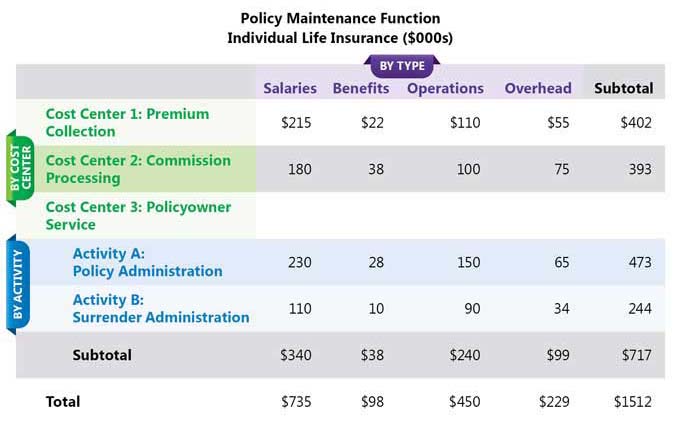 Policy Maintenance Function
Individual Life Insurance ($000s)
BY TYPE
Salaries Benefits Operations Overhead Subtotal
BY COST
CENTER
Cost Center 1: Premium
Collection $215 $22 $110 $55 $402
Cost Center 2: Commission
Processing 180 38 100 75 393
Cost Center 3: Policyowner
Service
BY ACTIVITY
Activity A:
Policy Administration 230 28 150 65 473
Activity B:
Surrender Administration 110 10 90 34 244
Subtotal $340 $38 $240 $99 $717
Total $735 $98 $450 $229 $1512